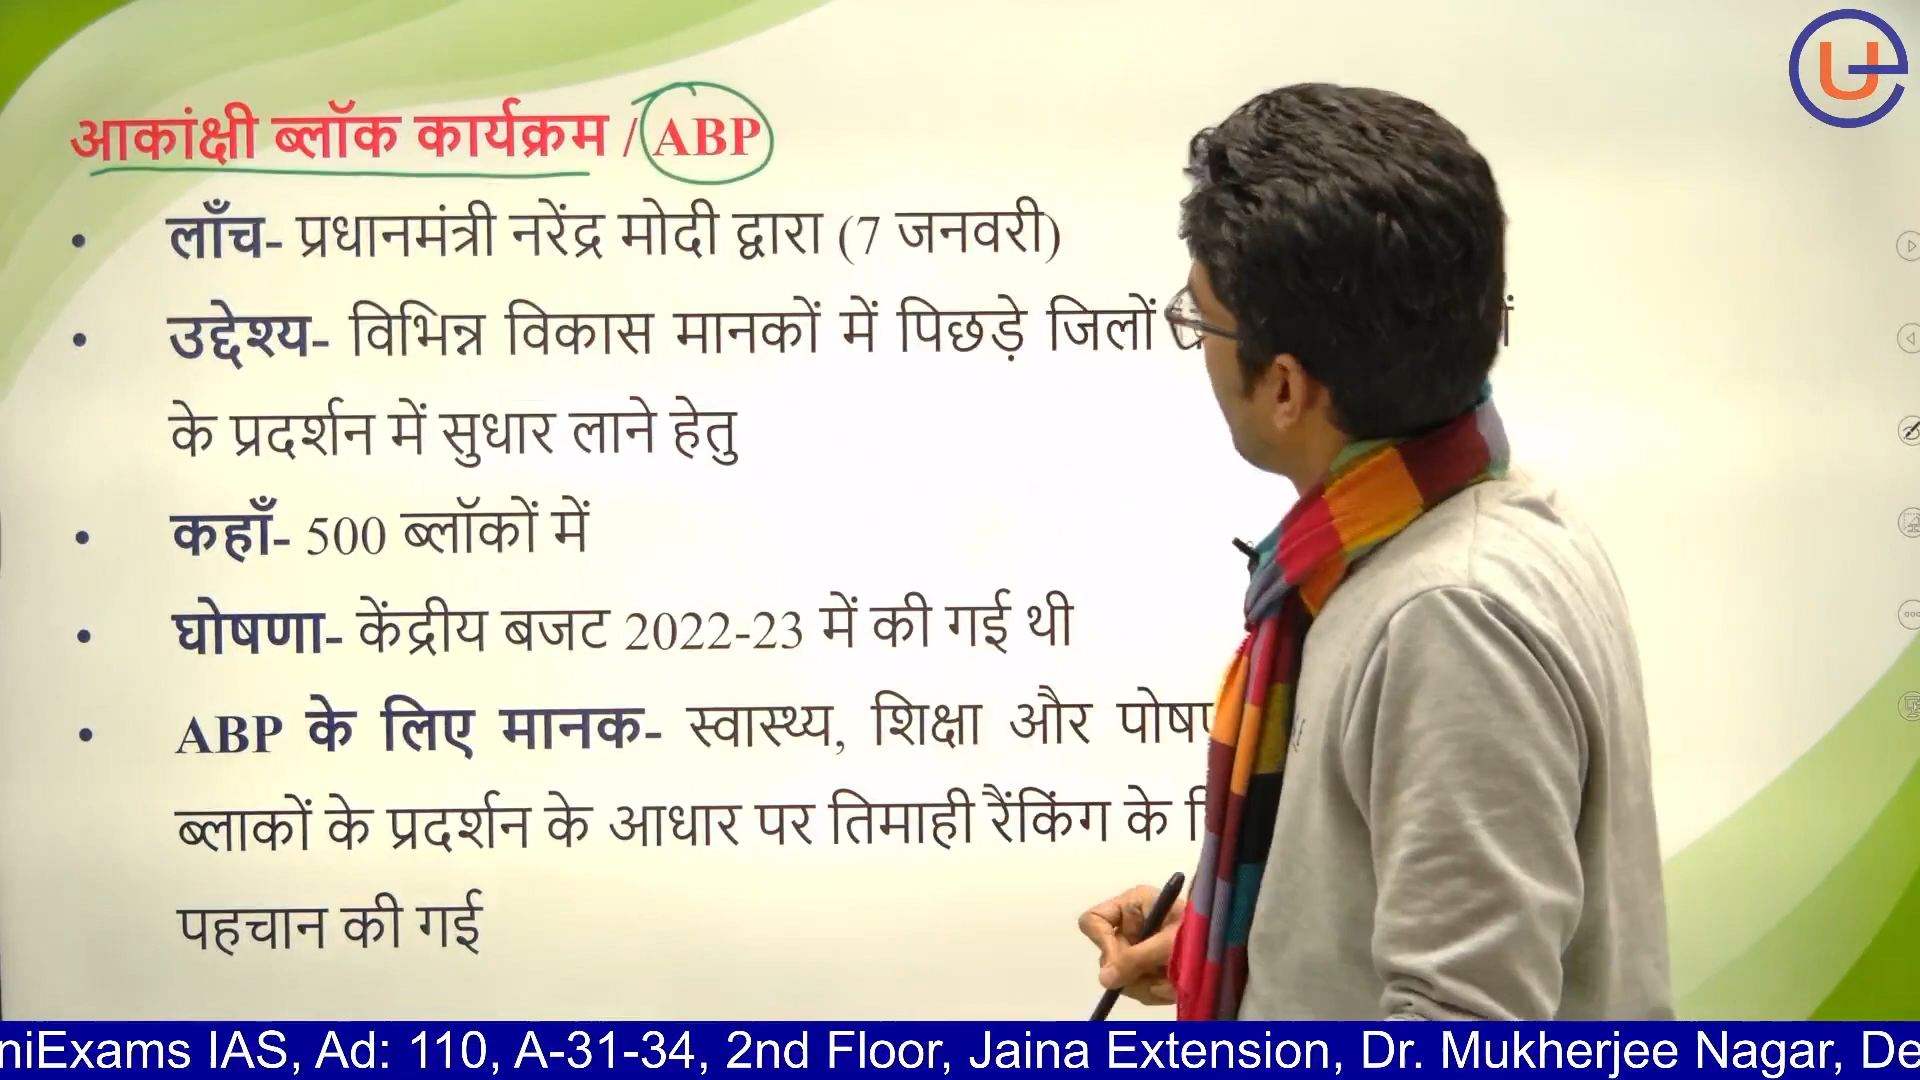 आकांक्षी ब्लॉक कार्यक्रम / ABP
• लाँच- प्रधानमंत्री नरेंद्र मोदी द्वारा (7 जनवरी)
• उद्देश्य- विभिन्न विकास मानकों में पिछड़े जिलों
के प्रदर्शन में सुधार लाने हेतु
• कहाँ- 500 ब्लॉकों में
• घोषणा- केंद्रीय बजट 2022-23 में की गई थी
• ABP के लिए मानक- स्वास्थ्य, शिक्षा और
ब्लाकों के प्रदर्शन के आधार पर तिमाही रैंकिंग के
पहचान की गई
niExams IAS, Ad: 110, A-31-34, 2nd Floor, Jaina Extension, Dr. Mukherjee Nagar, De